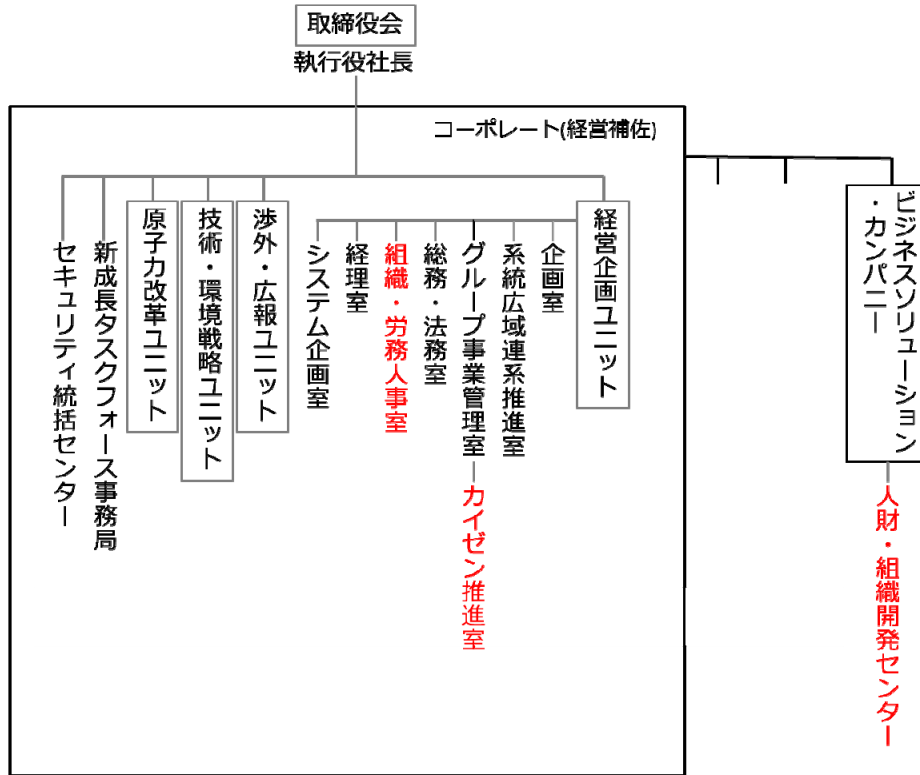 取締役会
執行役社長
コーポレート(経営補佐)
ビジネスソリューション
・カンパニー
人財・組織開発センター
経営企画ユニット
企画室
系統広域連系推進室
グループ事業管理室
カイゼン推進室
総務・法務室
組織・労務人事室
経理室
システム企画室
渉外・広報ユニット
技術・環境戦略ユニット
原子力改革ユニット
新成長タスクフォース事務局
セキュリティ統括センター